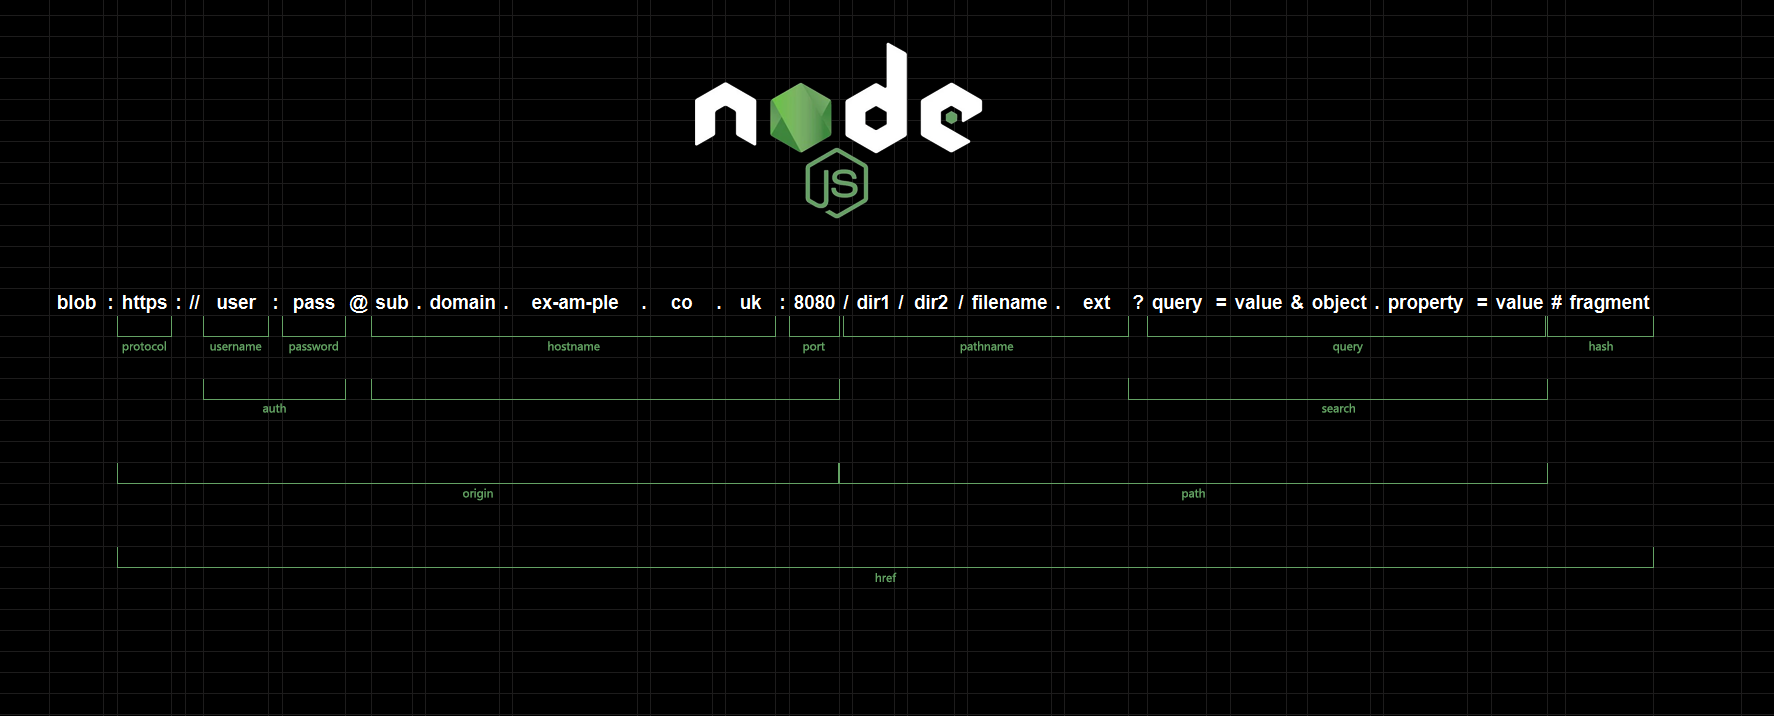 node
JS
blob : https : // user : pass @ sub . domain . ex-am-ple . co . uk : 8080 / dir1 / dir2 / filename . ext ? query = value & object . property = value # fragment
protocol username password hostname port pathname query hash
auth search
origin path
href